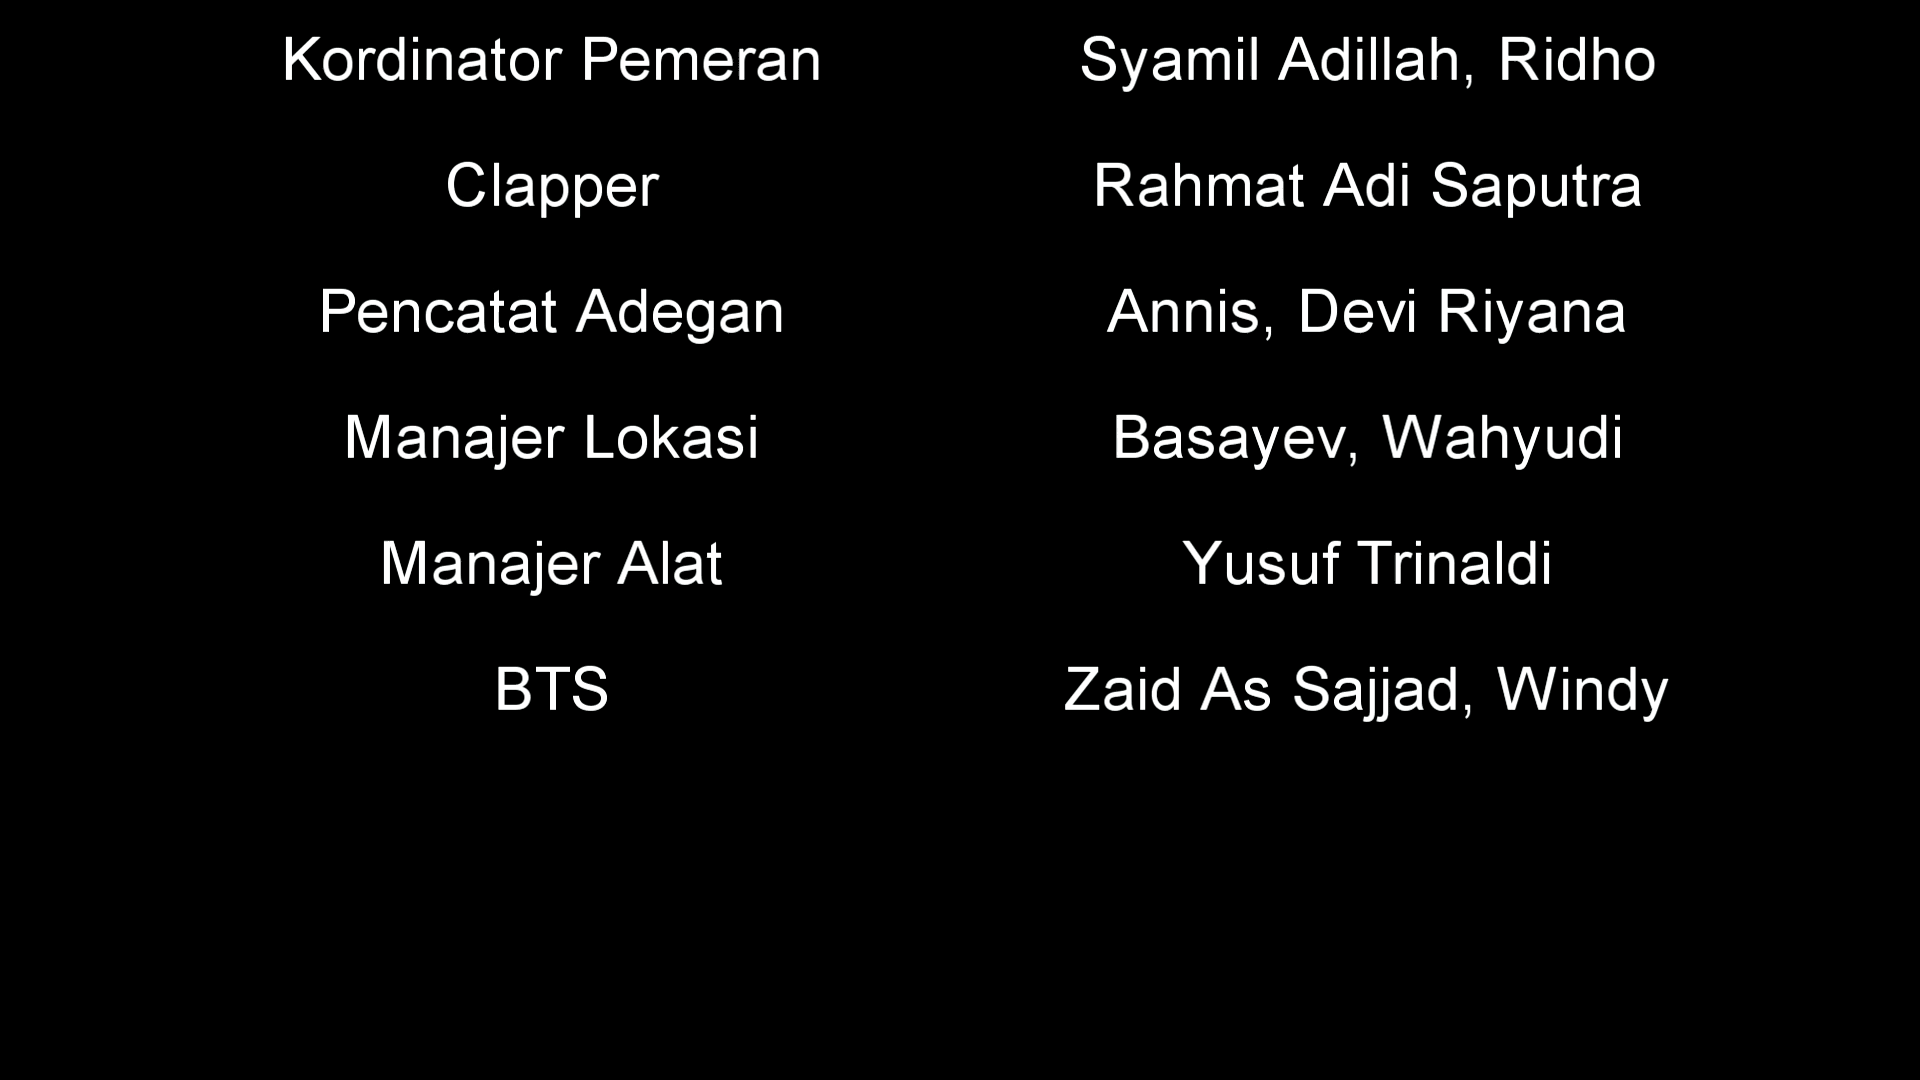 Kordinator Pemeran Syamil Adillah, Ridho
Clapper Rahmat Adi Saputra
Pencatat Adegan Annis, Devi Riyana
Manajer Lokasi Basayev, Wahyudi
Manajer Alat Yusuf Trinaldi
BTS Zaid As Sajjad, Windy